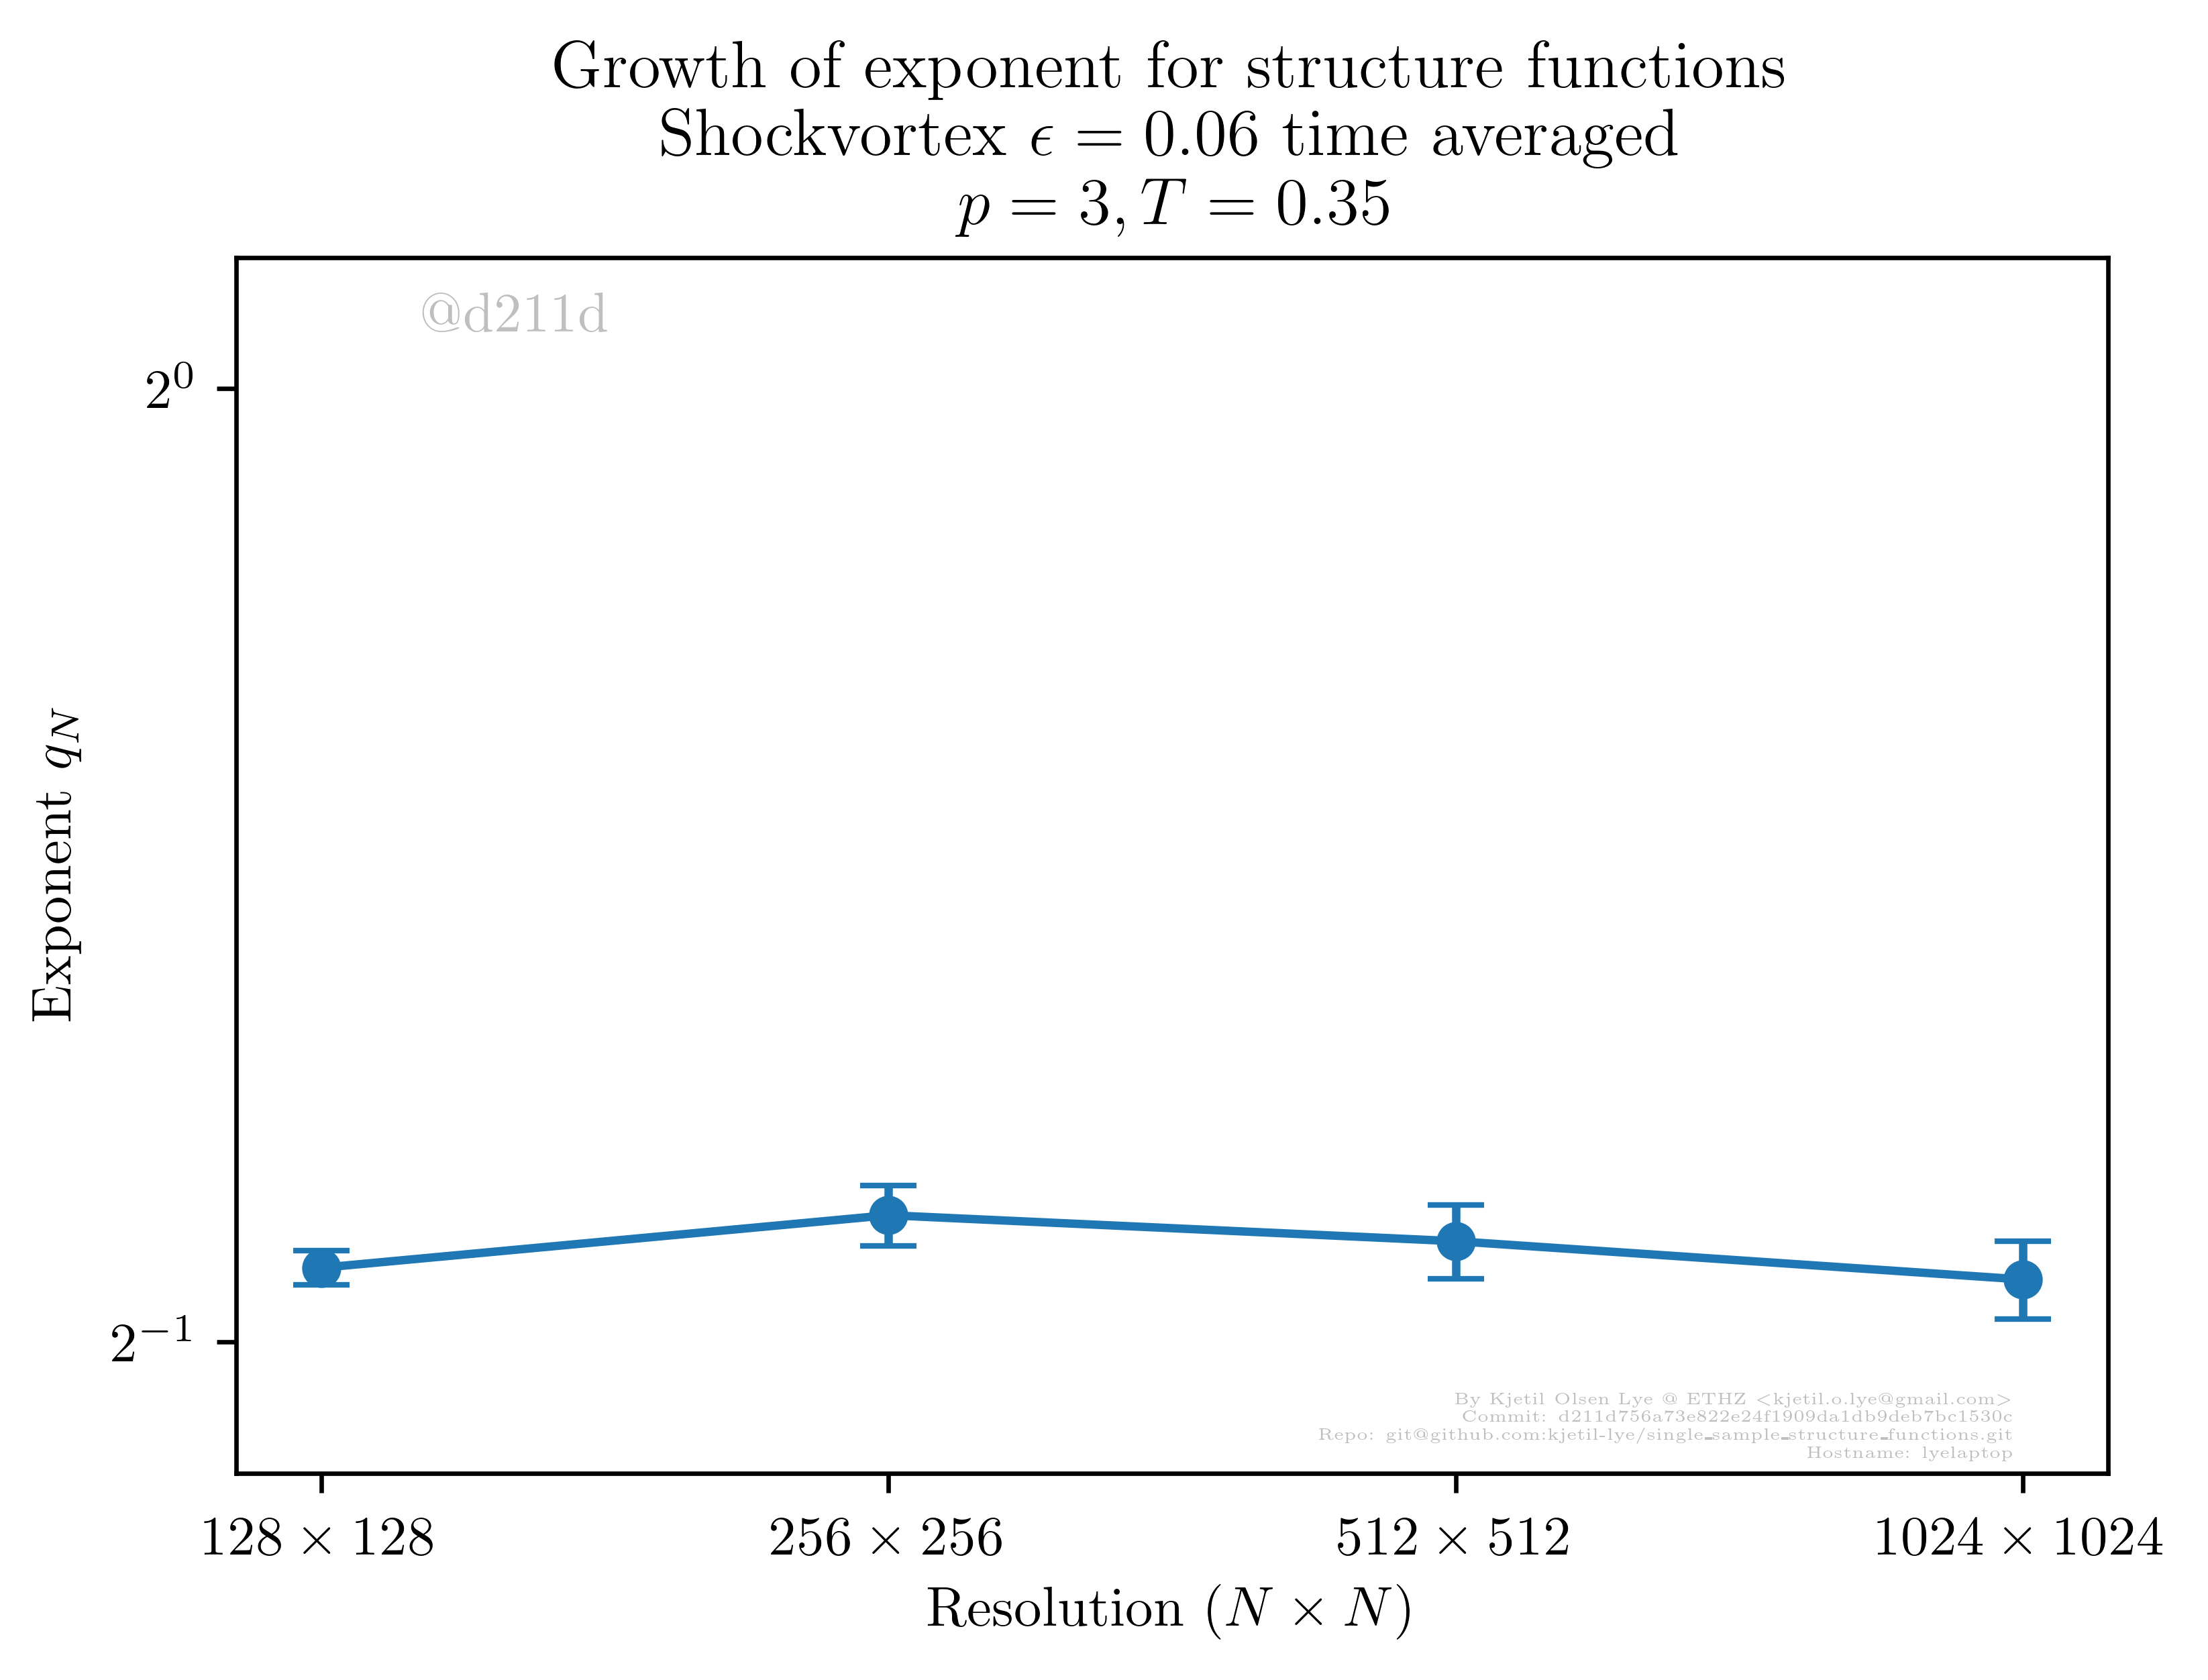 Growth of exponent for structure functions
Shockvortex ϵ = 0.06 time averaged
p = 3, T = 0.35
@d211d
2⁰
Exponent q_N
2⁻¹
By Kjetil Olsen Lye @ ETHZ <kjetil.o.lye@gmail.com>
Commit: d211d756a73e822e24f1909da1db9deb7bc1530c
Repo: git@github.com:kjetil-lye/single_sample_structure_functions.git
Hostname: lyelaptop
128 × 128 256 × 256 512 × 512 1024 × 1024
Resolution (N × N)